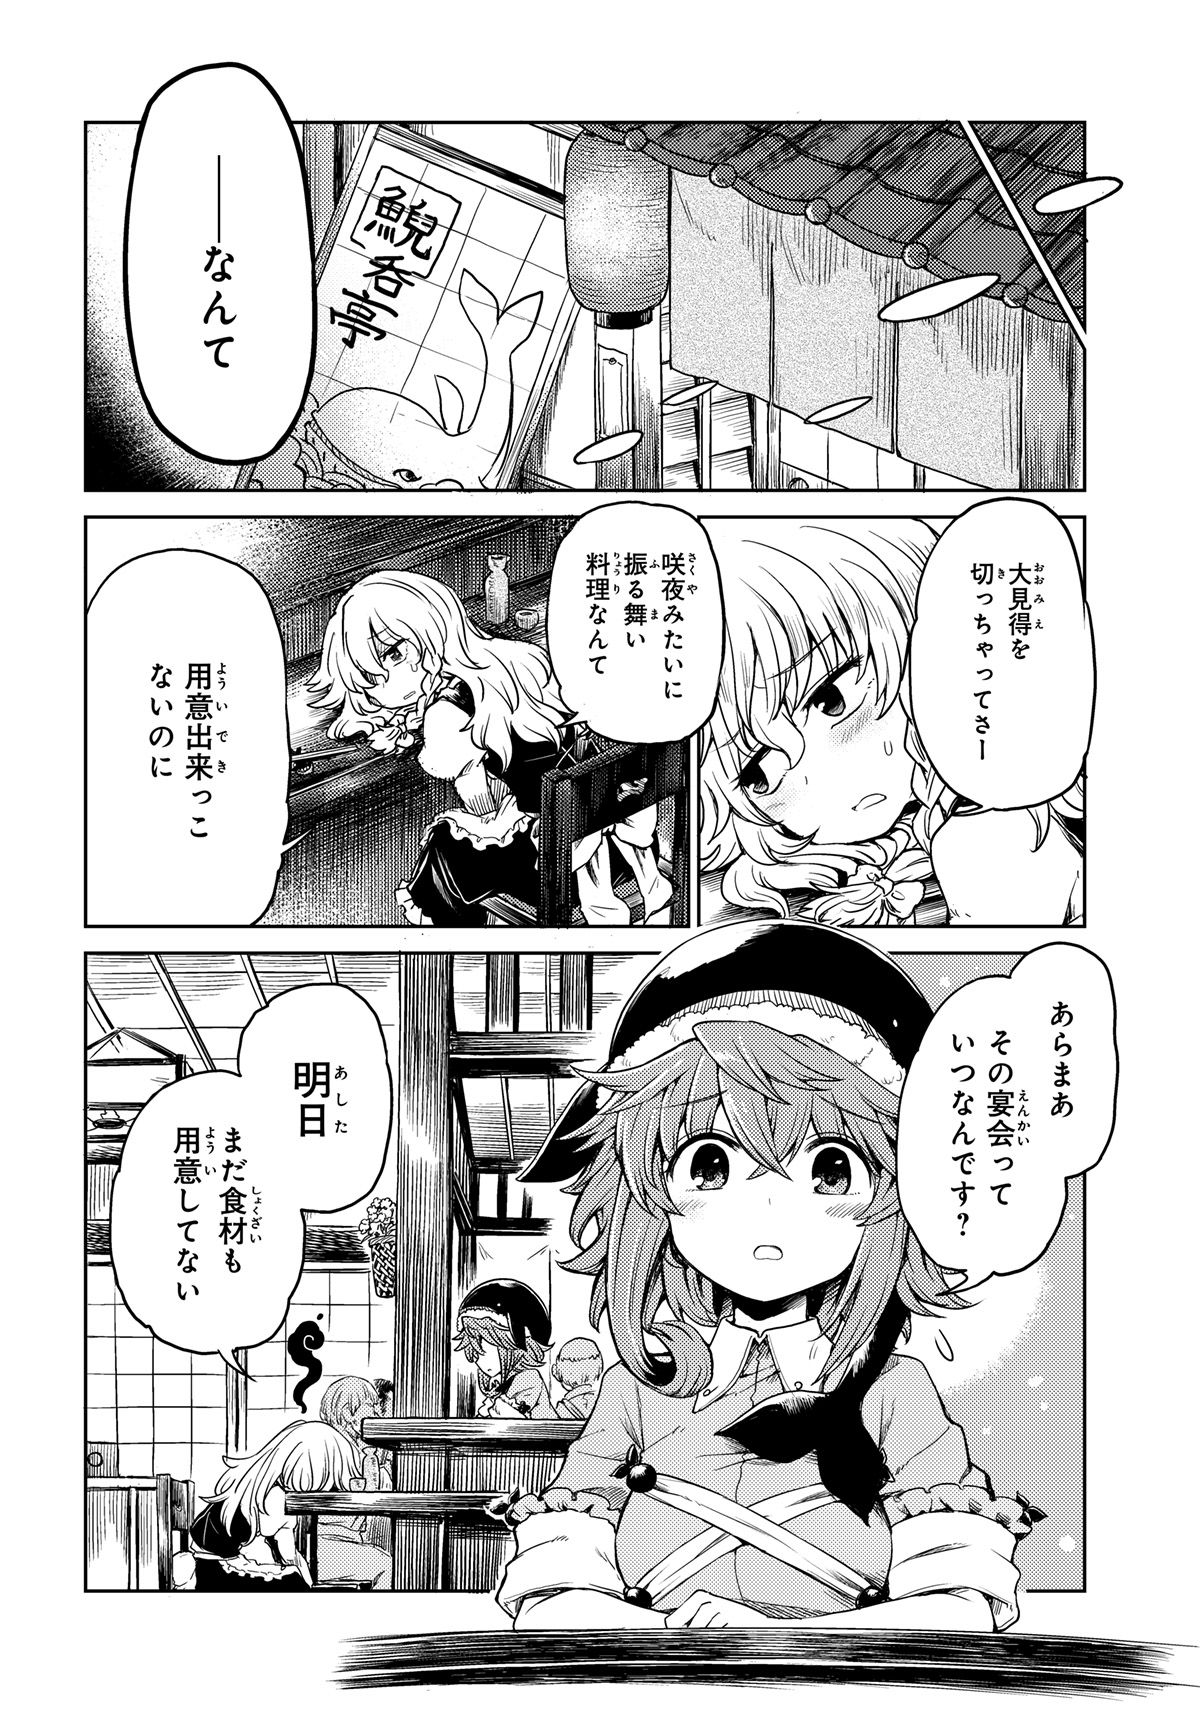 ――なんて
鯢呑亭
大見得を
切っちゃってさー
咲夜みたいに
振る舞い
料理なんて
用意出来っこ
ないのに
あらまあ
その宴会って
いつなんです?
明日
まだ食材も
用意してない